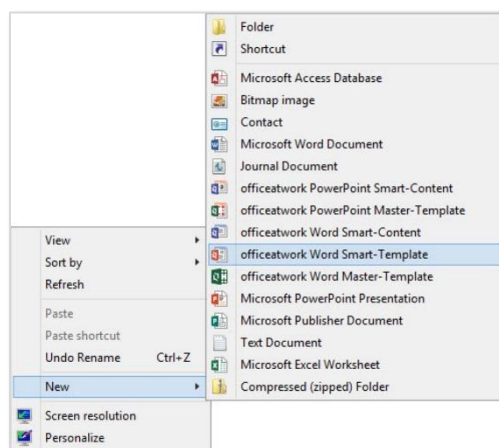 Folder
Shortcut
Microsoft Access Database
Bitmap image
Contact
Microsoft Word Document
Journal Document
officeatwork PowerPoint Smart-Content
officeatwork PowerPoint Master-Template
officeatwork Word Smart-Content
officeatwork Word Smart-Template
officeatwork Word Master-Template
Microsoft PowerPoint Presentation
Microsoft Publisher Document
Text Document
Microsoft Excel Worksheet
Compressed (zipped) Folder
View
Sort by
Refresh
Paste
Paste shortcut
Undo Rename Ctrl+Z
New
Screen resolution
Personalize